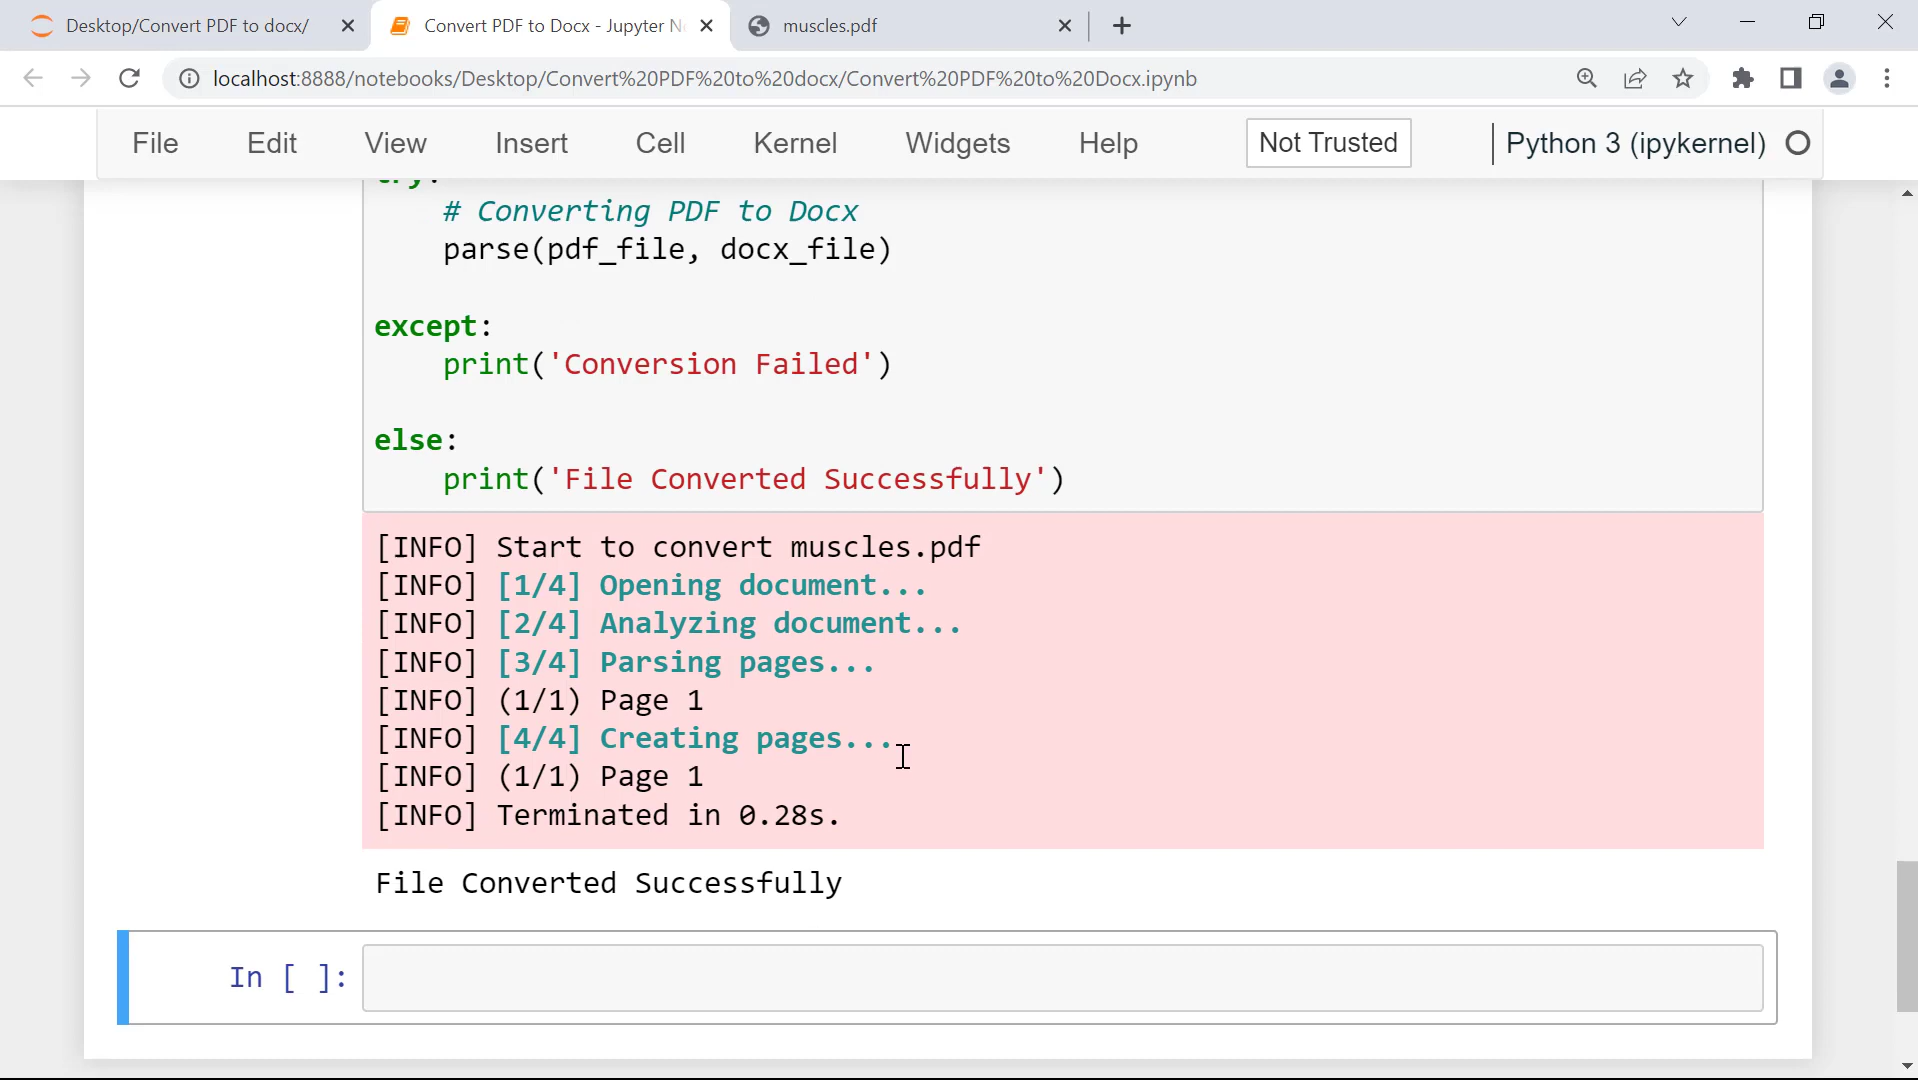 Desktop/Convert PDF to docx/
Convert PDF to Docx - Jupyter N
muscles.pdf
localhost:8888/notebooks/Desktop/Convert%20PDF%20to%20docx/Convert%20PDF%20to%20Docx.ipynb
File Edit View Insert Cell Kernel Widgets Help Not Trusted Python 3 (ipykernel)
try:
# Converting PDF to Docx
parse(pdf_file, docx_file)
except:
print('Conversion Failed')
else:
print('File Converted Successfully')
[INFO] Start to convert muscles.pdf
[INFO] [1/4] Opening document...
[INFO] [2/4] Analyzing document...
[INFO] [3/4] Parsing pages...
[INFO] (1/1) Page 1
[INFO] [4/4] Creating pages...
[INFO] (1/1) Page 1
[INFO] Terminated in 0.28s.
File Converted Successfully
In [ ]: